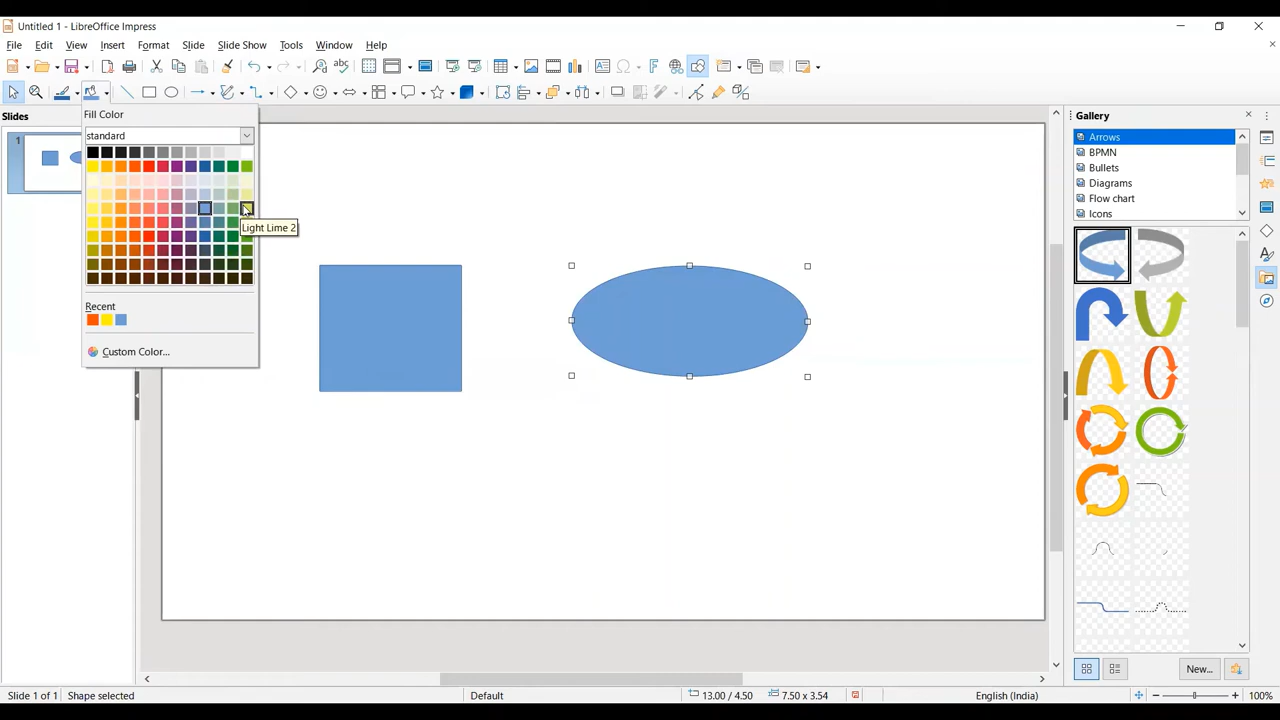 Untitled 1 - LibreOffice Impress
File Edit View Insert Format Slide Slide Show Tools Window Help
Slides
1
Fill Color
standard
Light Lime 2
Recent
Custom Color...
Gallery
Arrows
BPMN
Bullets
Diagrams
Flow chart
Icons
New...
Slide 1 of 1 Shape selected Default 13.00 / 4.50 7.50 x 3.54 English (India) 100%